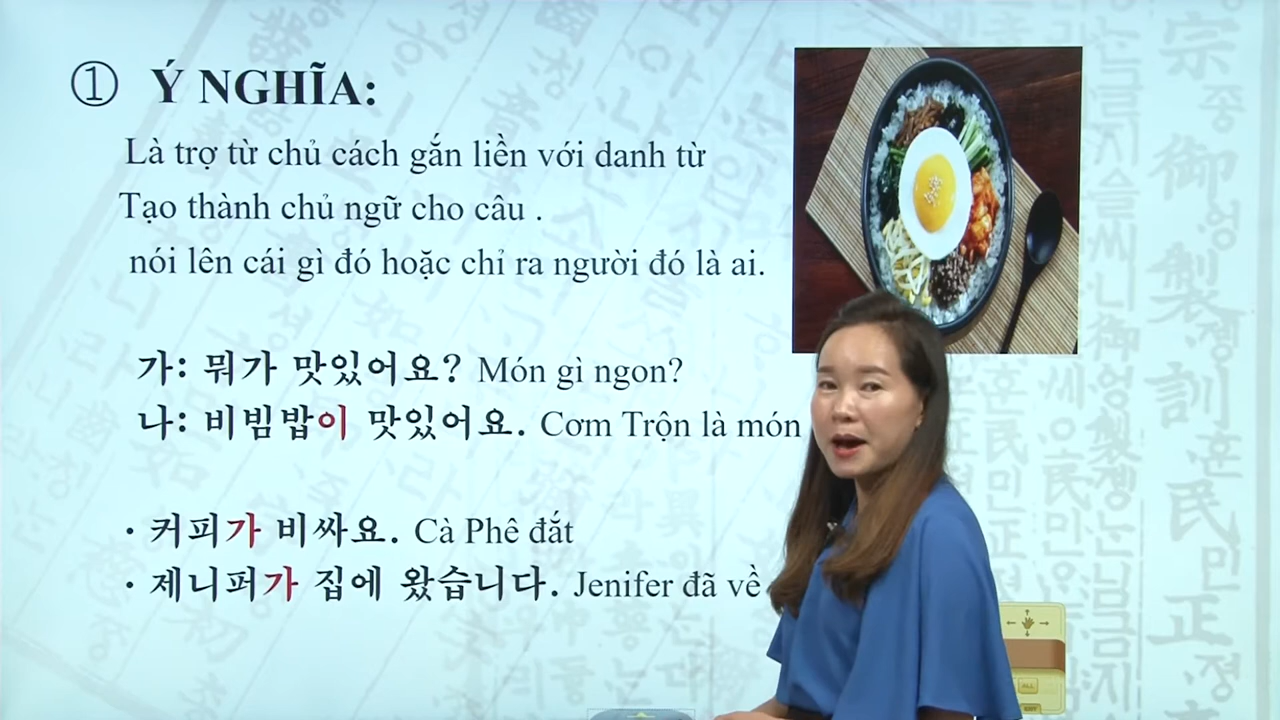 ① Ý NGHĨA:
Là trợ từ chủ cách gắn liền với danh từ
Tạo thành chủ ngữ cho câu .
nói lên cái gì đó hoặc chỉ ra người đó là ai.
가: 뭐가 맛있어요? Món gì ngon?
나: 비빔밥이 맛있어요. Cơm Trộn là món
· 커피가 비싸요. Cà Phê đắt
· 제니퍼가 집에 왔습니다. Jenifer đã về